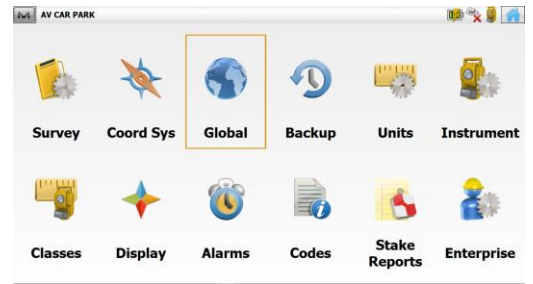 AV CAR PARK
Survey
Coord Sys
Global
Backup
Units
Instrument
Classes
Display
Alarms
Codes
Stake
Reports
Enterprise